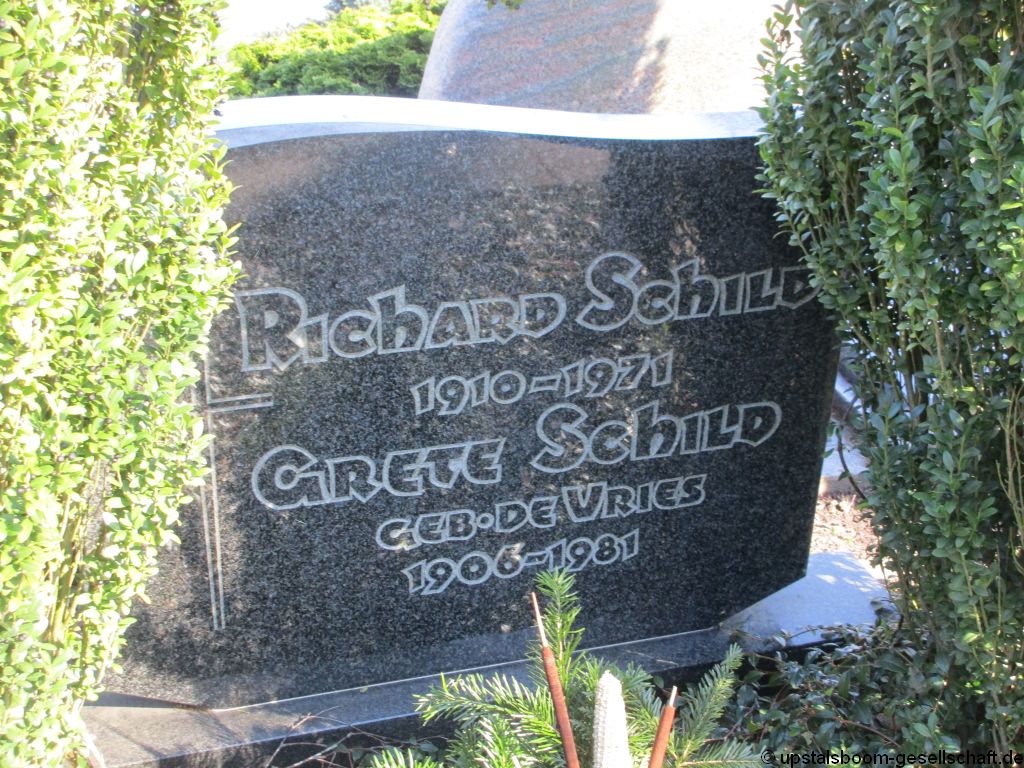 Richard Schild
1910-1971
Grete Schild
geb. de Vries
1906-1981
© upstalsboom-gesellschaft.de